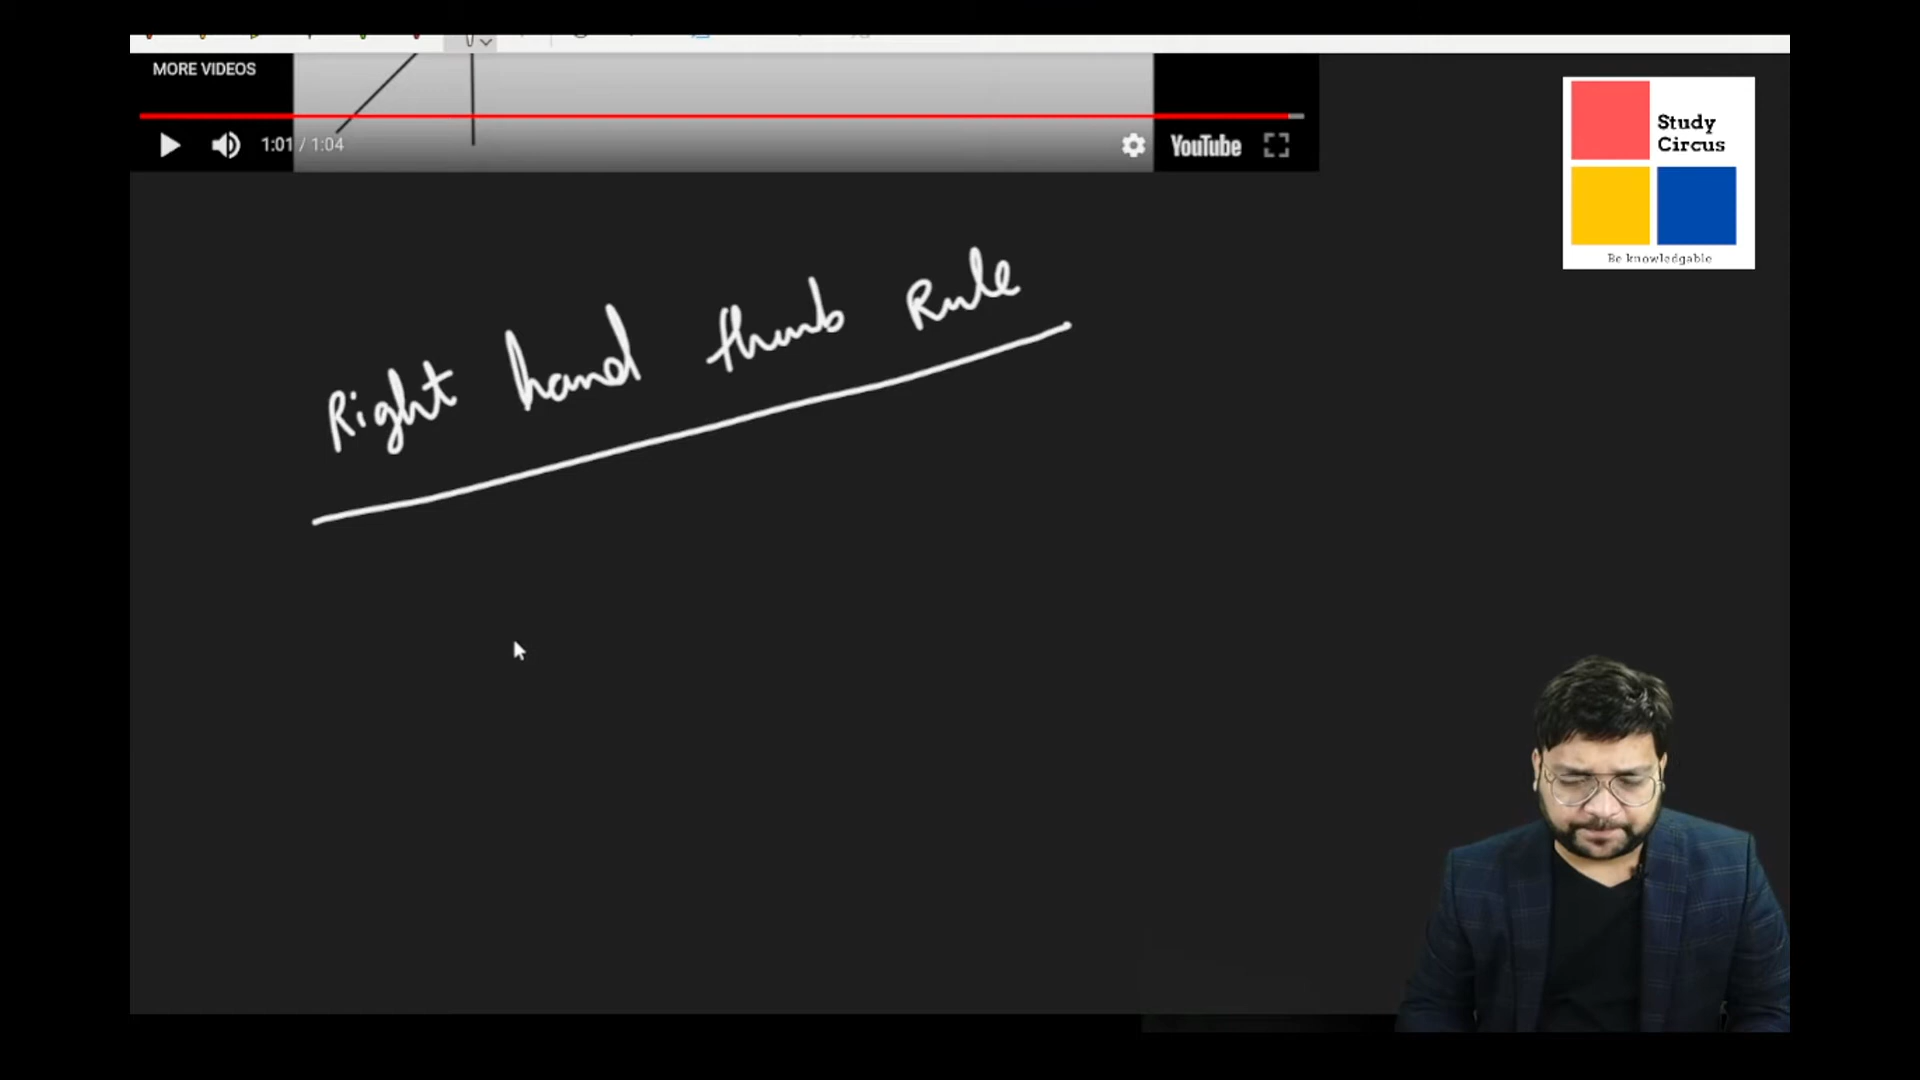 MORE VIDEOS
1:01 / 1:04
YouTube
Study
Circus
Be knowledgable
Right hand thumb Rule